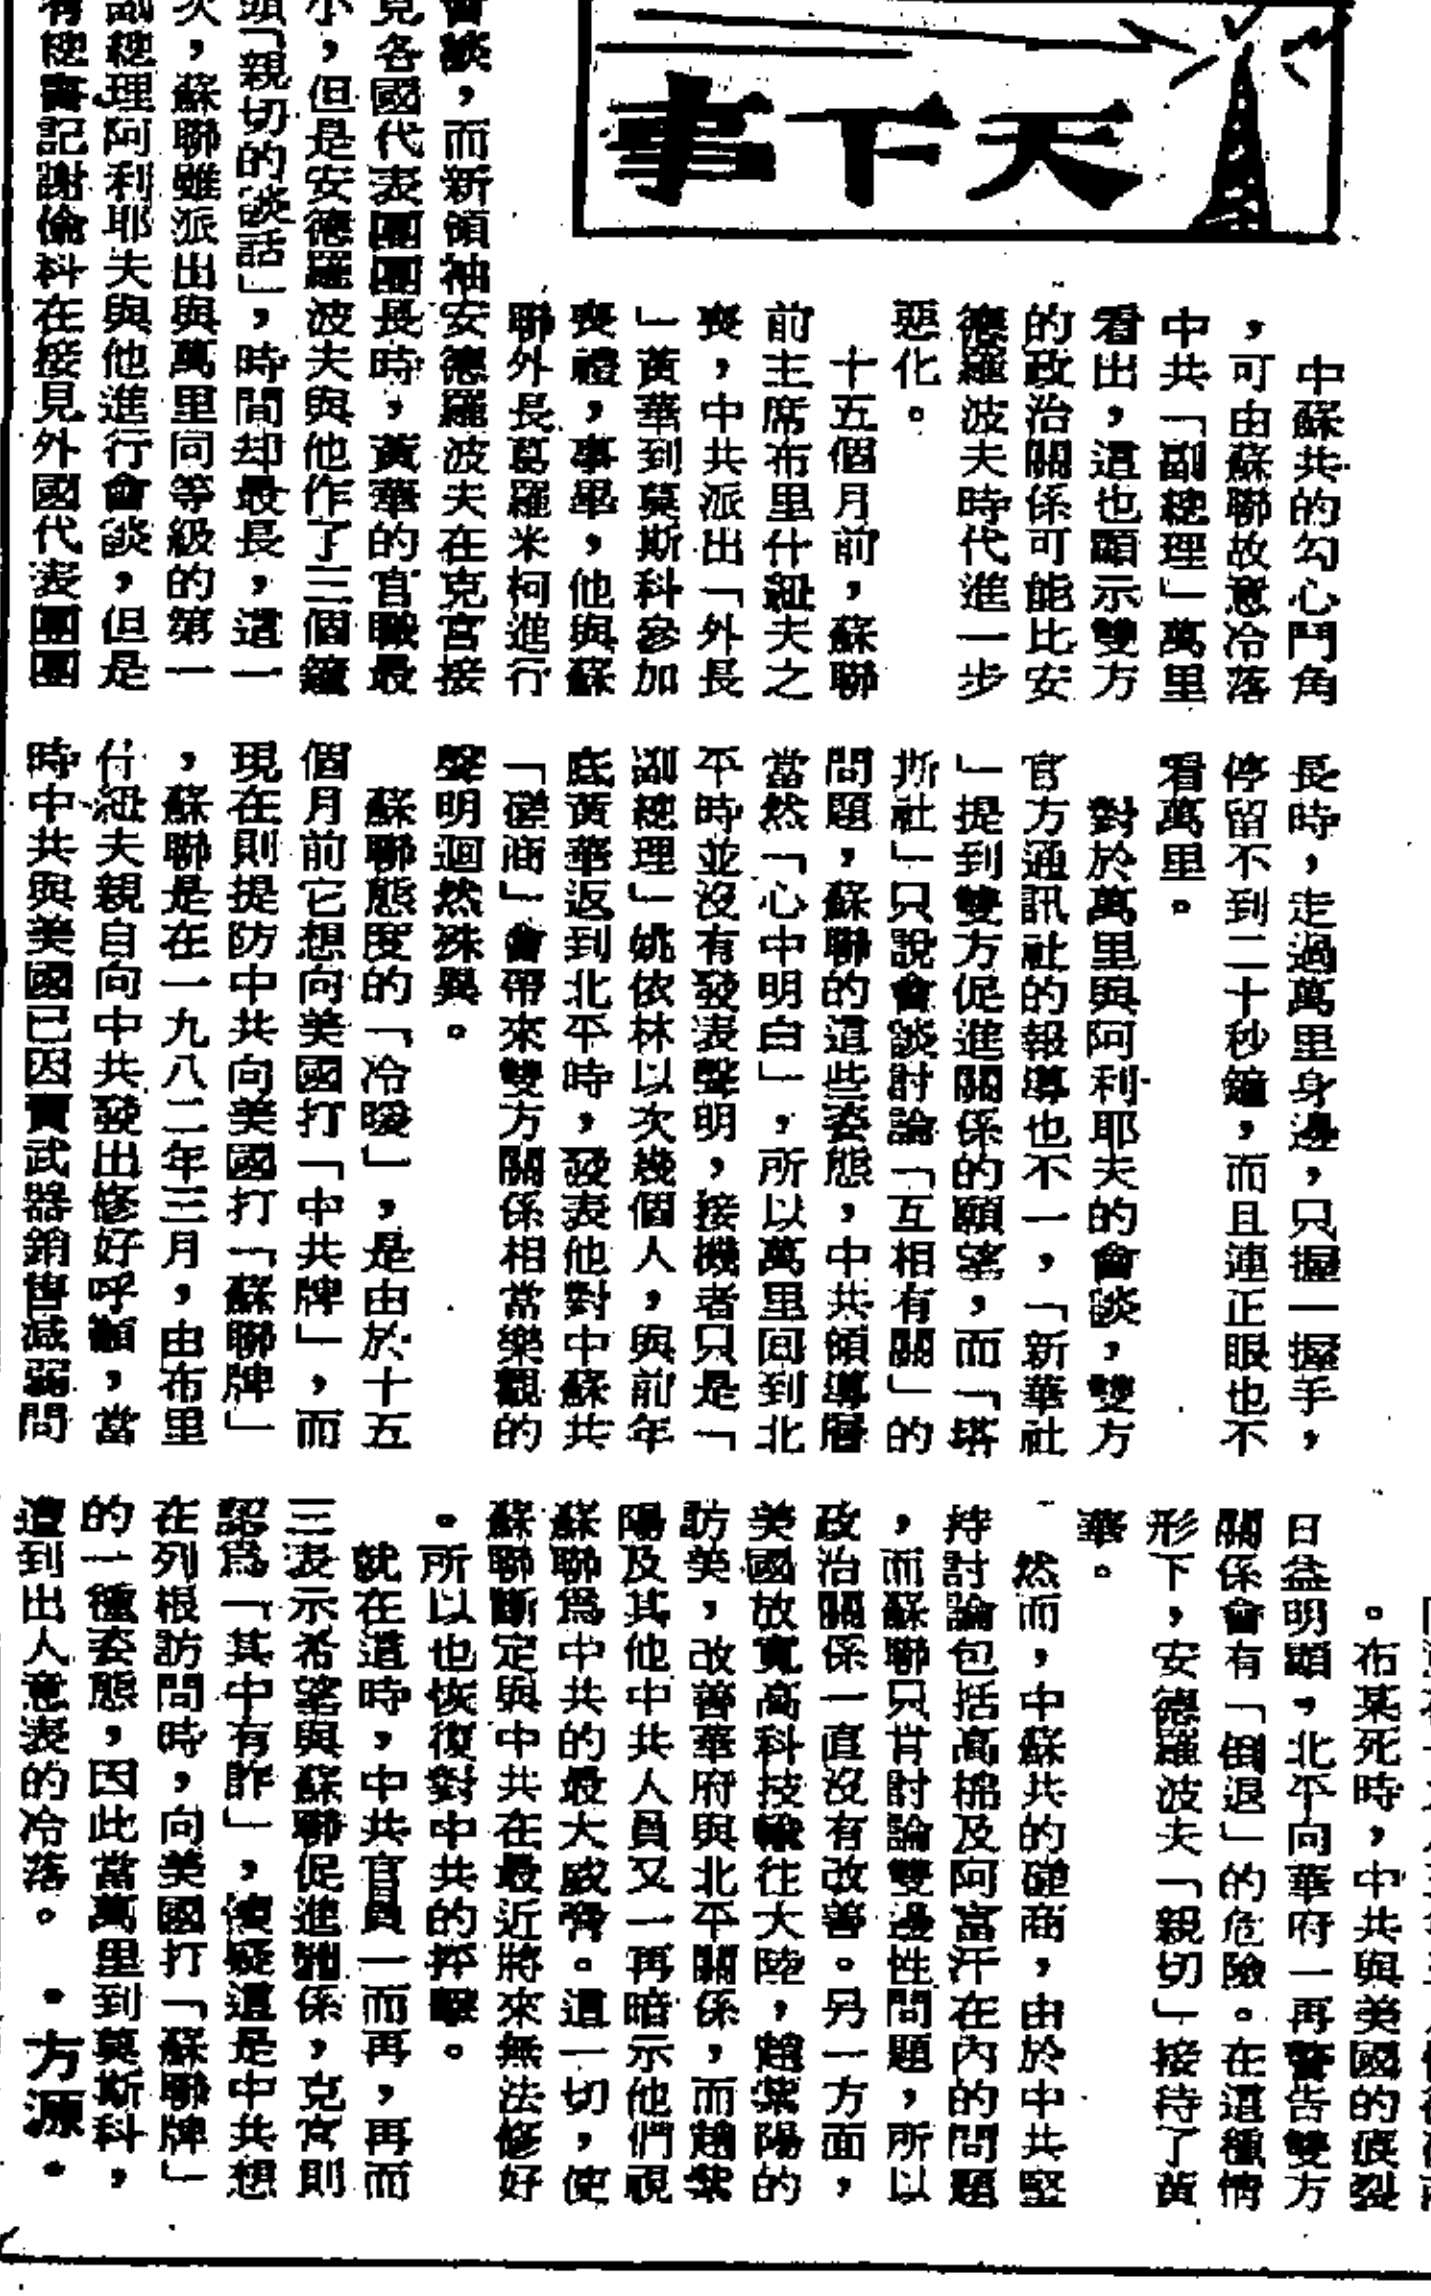 天下事
中蘇共的勾心鬥角
，可由蘇聯故意冷落
中共「副總理」萬里
看出，這也顯示雙方
的政治關係可能比安
德羅波夫時代進一步
惡化。
十五個月前，蘇聯
前主席布里什紐夫之
喪，中共派出「外長
」黃華到莫斯科參加
喪禮，事畢，他與蘇
聯外長葛羅米柯進行
會談，而新領袖安德羅波夫在克宮接
見各國代表團團長時，黃華的官職最
小，但是安德羅波夫與他作了三個鐘
頭「親切的談話」，時間却最長，這一
次，蘇聯雖派出與萬里同等級的第一
副總理阿利耶夫與他進行會談，但是
總書記謝倫科在接見外國代表團團
長時，走過萬里身邊，只握一握手，
停留不到二十秒鐘，而且連正眼也不
看萬里。
對於萬里與阿利耶夫的會談，雙方
官方通訊社的報導也不一，「新華社
」提到雙方促進關係的願望，而「塔
斯社」只說會談討論「互相有關」的
問題，蘇聯的這些姿態，中共領導層
當然「心中明白」，所以萬里回到北
平時並沒有發表聲明，接機者只是「
副總理」姚依林以次幾個人，與前年
底黃華返到北平時，發表他對中蘇共
「磋商」會帶來雙方關係相當樂觀的
聲明迴然殊異。
蘇聯態度的「冷暖」，是由於十五
個月前它想向美國打「中共牌」，而
現在則提防中共向美國打「蘇聯牌」
，蘇聯是在一九八二年三月，由布里
什紐夫親自向中共發出修好呼籲，當
時中共與美國已因賣武器銷售減弱問
。布某死時，中共與美國的痕裂
日益明顯，北平向華府一再警告雙方
關係會有「倒退」的危險。在這種情
形下，安德羅波夫「親切」接待了黃
華。
然而，中蘇共的磋商，由於中共堅
持討論包括高棉及阿富汗在內的問題
，而蘇聯只肯討論雙邊性問題，所以
政治關係一直沒有改善。另一方面，
美國放寬高科技輸往大陸，趙紫陽的
訪美，改善華府與北平關係，而趙紫
陽及其他中共人員又一再暗示他們視
蘇聯爲中共的最大威脅。這一切，使
蘇聯斷定與中共在最近將來無法修好
。所以也恢復對中共的抨擊。
就在這時，中共官員一而再，再而
三表示希望與蘇聯促進關係，克宮則
認爲「其中有詐」，懷疑這是中共想
在列根訪問時，向美國打「蘇聯牌」
的一種姿態，因此當萬里到莫斯科，
遭到出人意表的冷落。 ・方源・